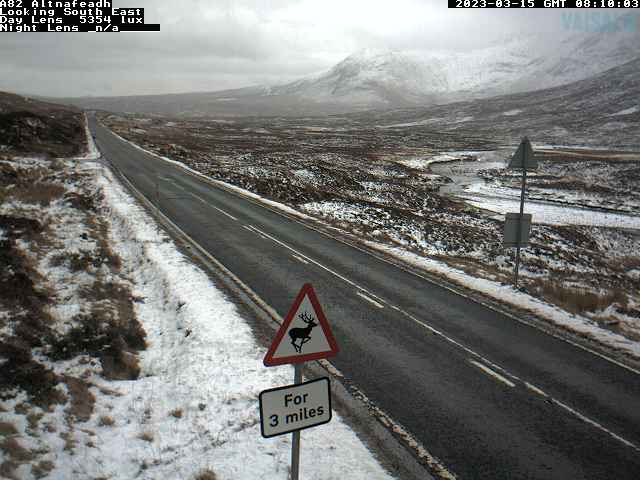 A82 Altnafeadh
2023-03-15 GMT 08:10:03
Looking South East
Day Lens 5354 lux
Night Lens n/a
VAISALA
For
3 miles